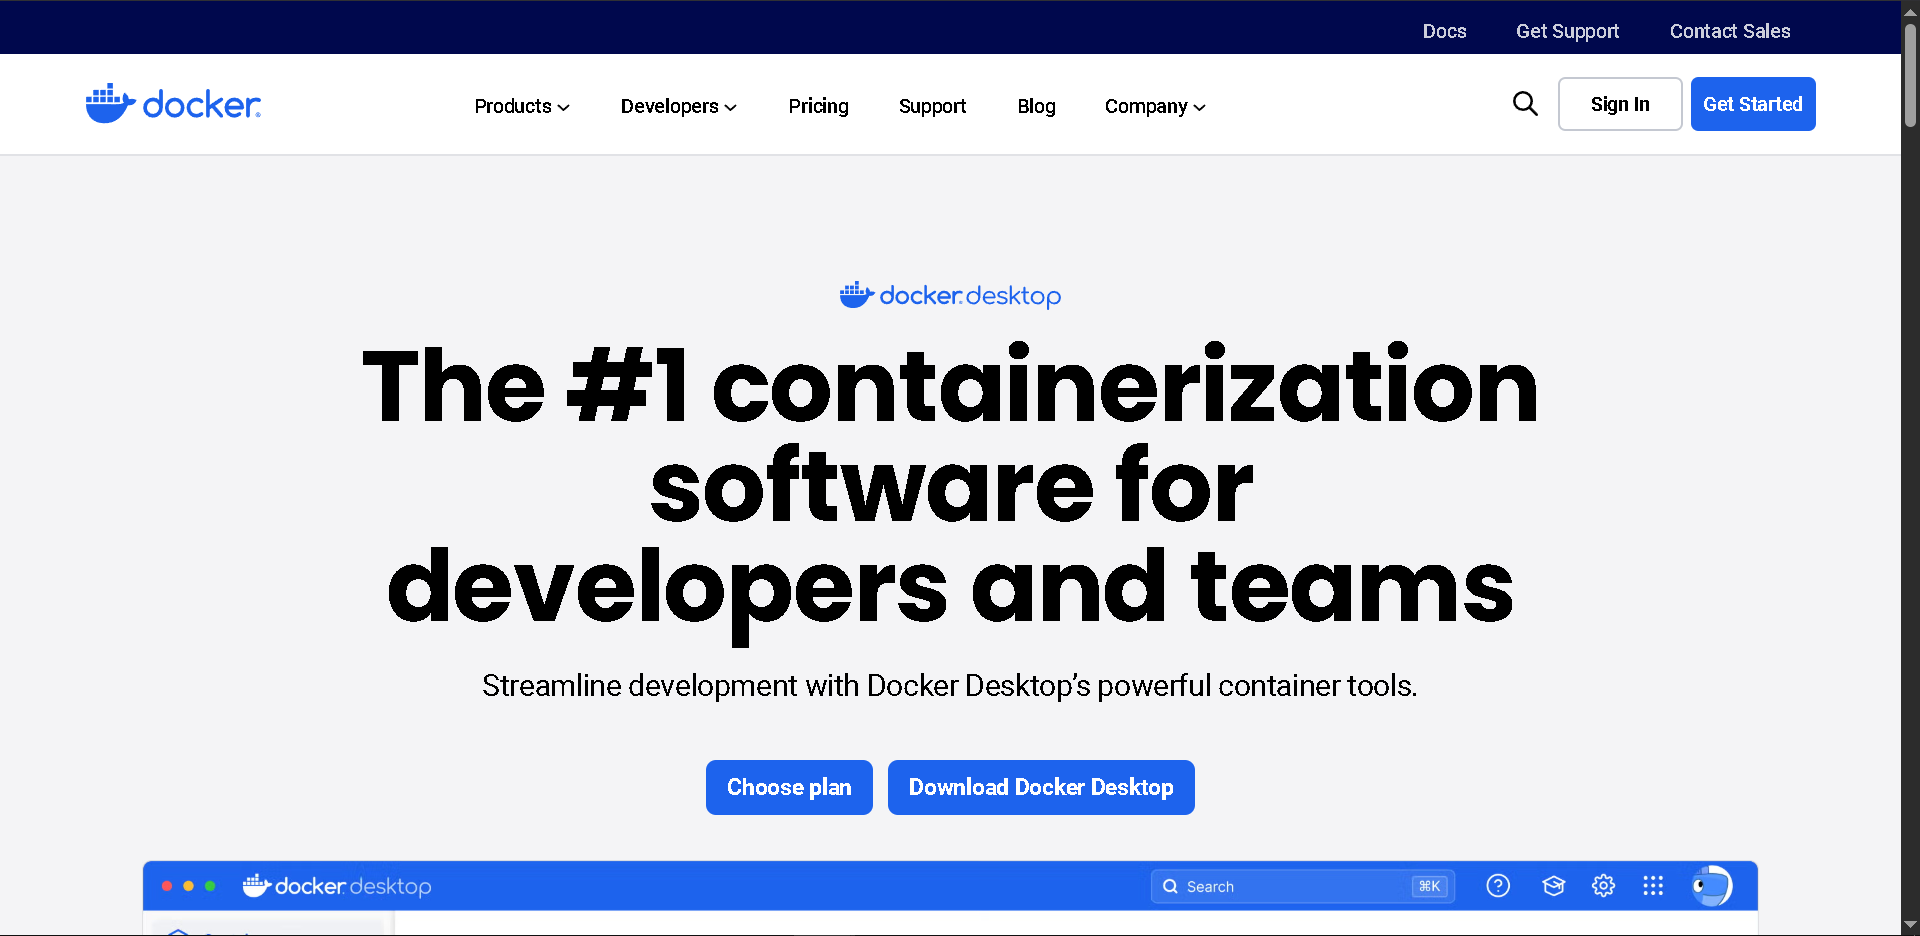 Docs Get Support Contact Sales
docker® Products Developers Pricing Support Blog Company Sign In Get Started
docker® desktop
The #1 containerization
software for
developers and teams
Streamline development with Docker Desktop’s powerful container tools.
Choose plan Download Docker Desktop
docker® desktop Search ⌘K